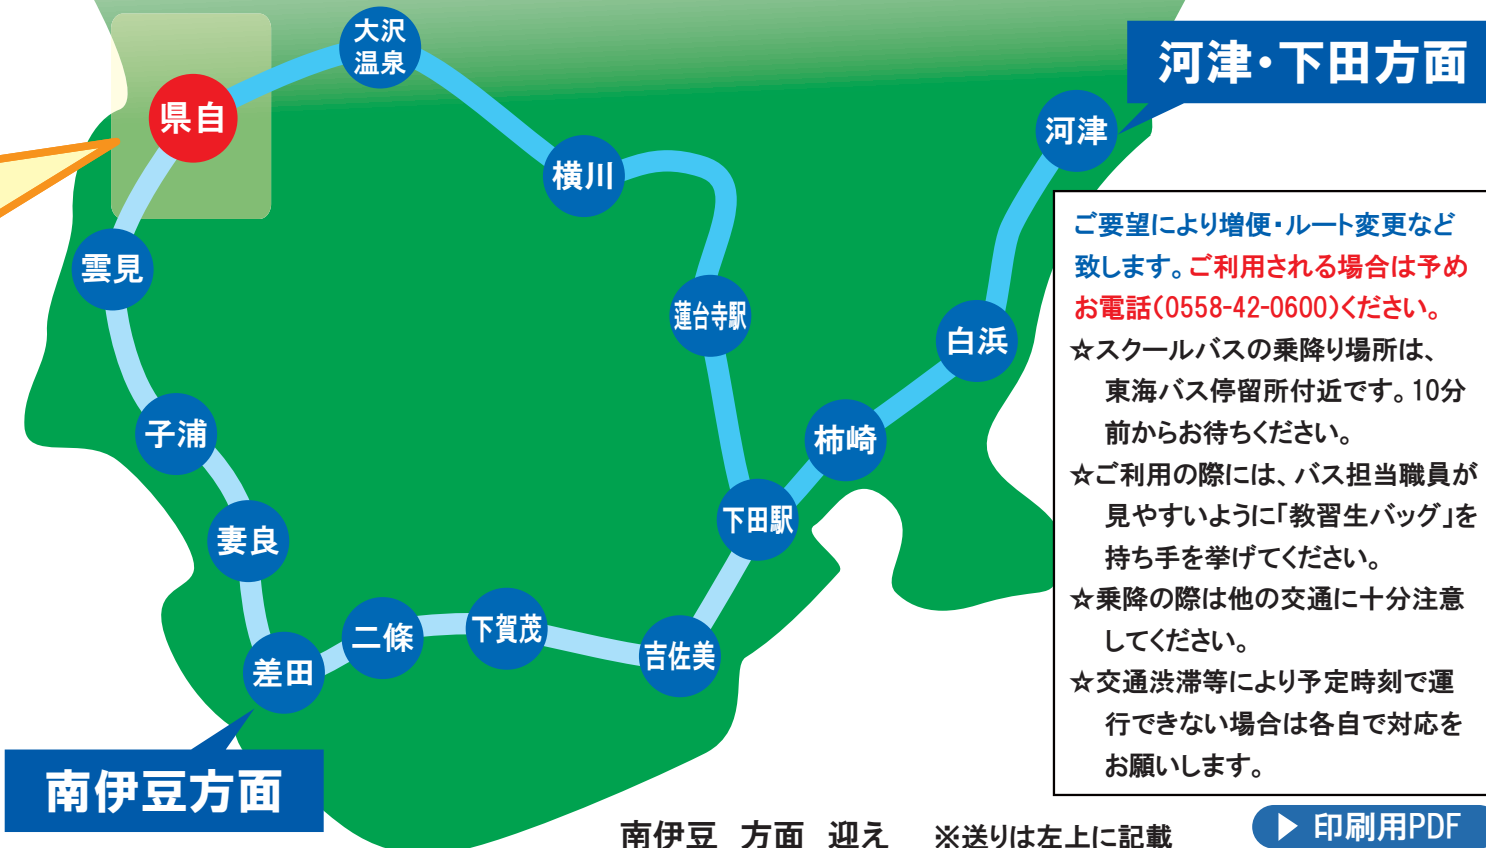 大沢
温泉
河津・下田方面
県自
河津
横川
雲見
蓮台寺駅
白浜
子浦
柿崎
下田駅
妻良
二條
下賀茂
吉佐美
差田
南伊豆方面
ご要望により増便・ルート変更など
致します。ご利用される場合は予め
お電話(0558-42-0600)ください。
☆スクールバスの乗降り場所は、
東海バス停留所付近です。10分
前からお待ちください。
☆ご利用の際には、バス担当職員が
見やすいように「教習生バッグ」を
持ち手を挙げてください。
☆乗降の際は他の交通に十分注意
してください。
☆交通渋滞等により予定時刻で運
行できない場合は各自で対応を
お願いします。
南伊豆 方面 迎え ※送りは左上に記載
▶ 印刷用PDF